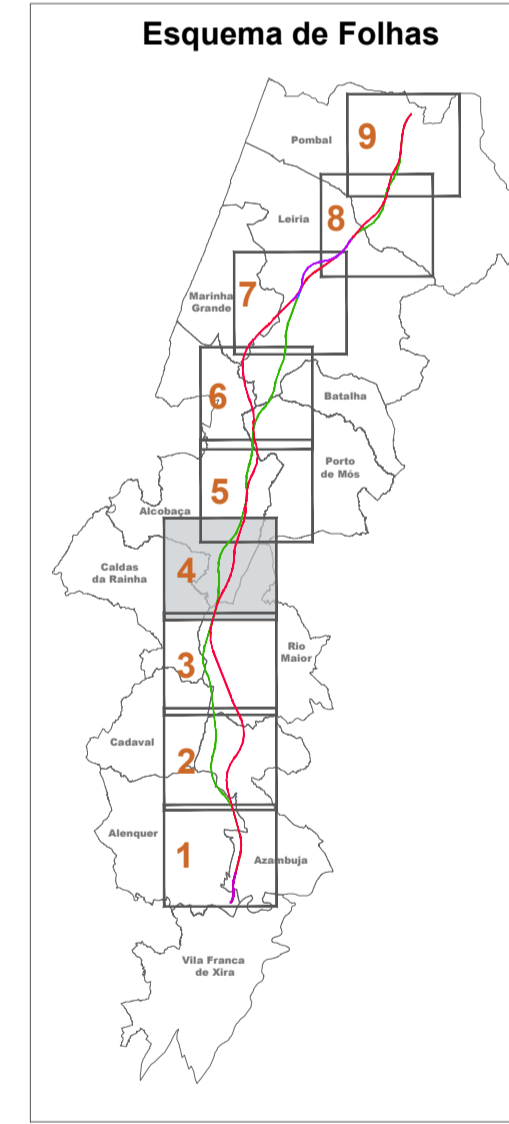 Esquema de Folhas
Pombal
9
Leiria
8
Marinha
Grande
7
6
Batalha
Porto
de Mós
5
Alcobaça
4
Caldas
da Rainha
3
Rio
Maior
Cadaval
2
Alenquer
1
Azambuja
Vila Franca
de Xira